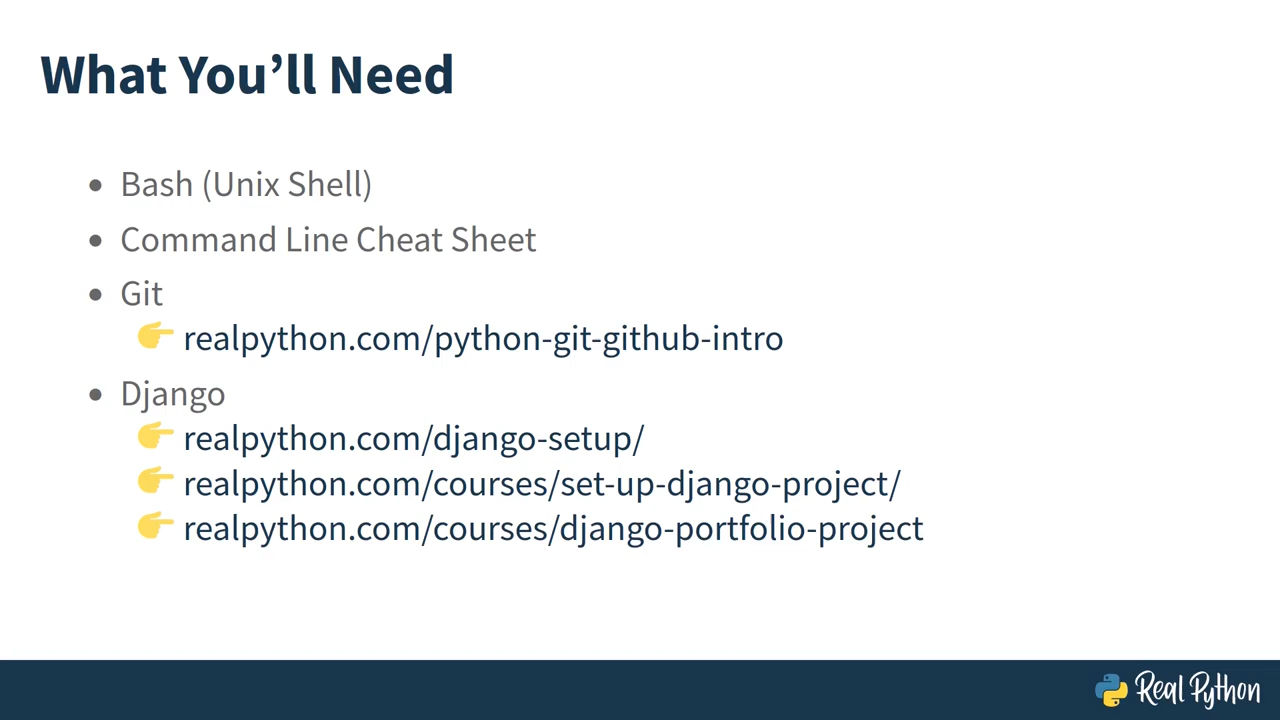 What You’ll Need
Bash (Unix Shell)
Command Line Cheat Sheet
Git
realpython.com/python-git-github-intro
Django
realpython.com/django-setup/
realpython.com/courses/set-up-django-project/
realpython.com/courses/django-portfolio-project
Real Python